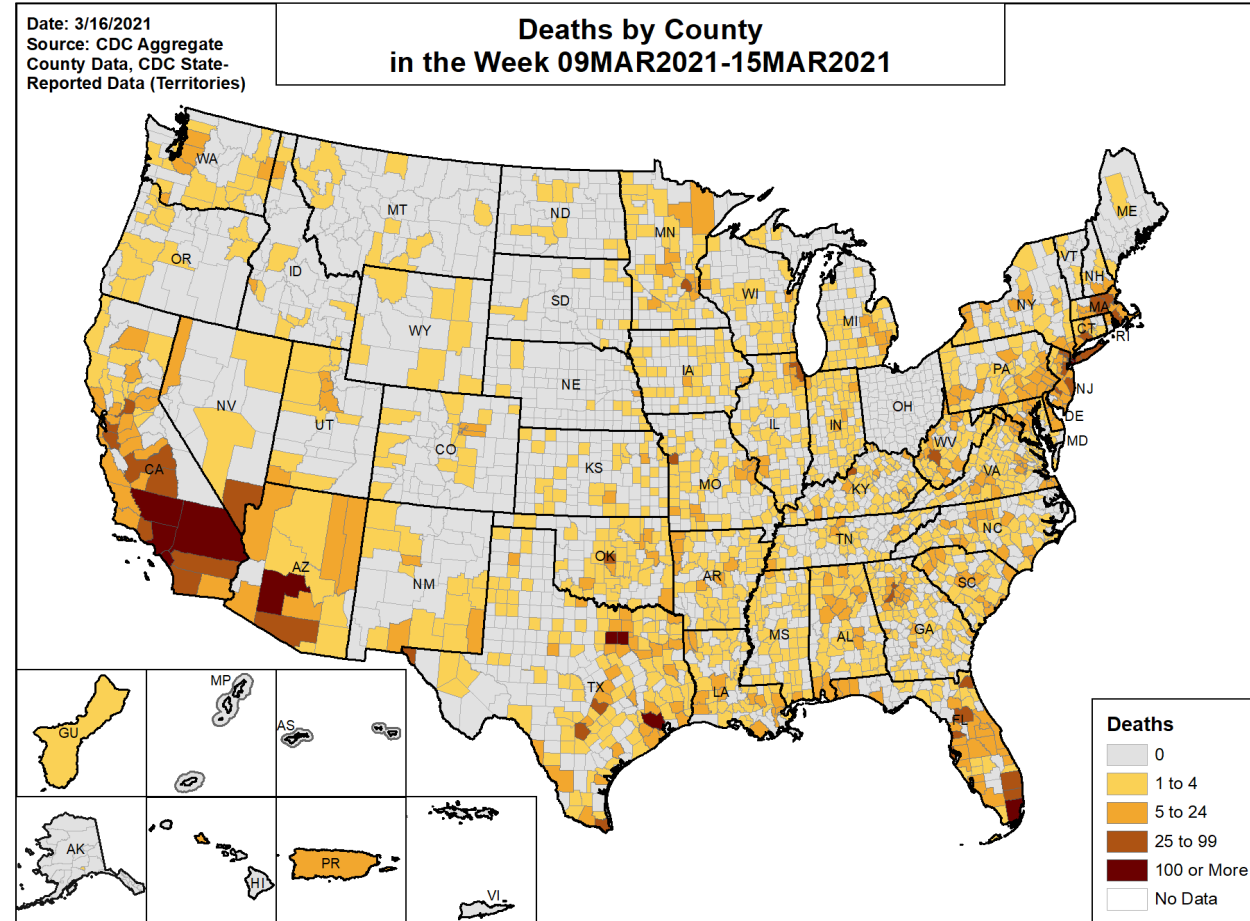 Date: 3/16/2021
Source: CDC Aggregate
County Data, CDC State-
Reported Data (Territories)
Deaths by County
in the Week 09MAR2021-15MAR2021
WA
MT
ND
MN
ME
OR
ID
SD
WI
MI
VT
NH
NY
MA
CT
RI
WY
IA
NE
PA
NJ
NV
UT
CO
IL
IN
OH
DE
MD
CA
KS
MO
WV
VA
KY
AZ
NM
OK
AR
TN
NC
SC
MS
AL
GA
TX
LA
FL
GU
MP
AS
AK
HI
PR
VI
Deaths
0
1 to 4
5 to 24
25 to 99
100 or More
No Data